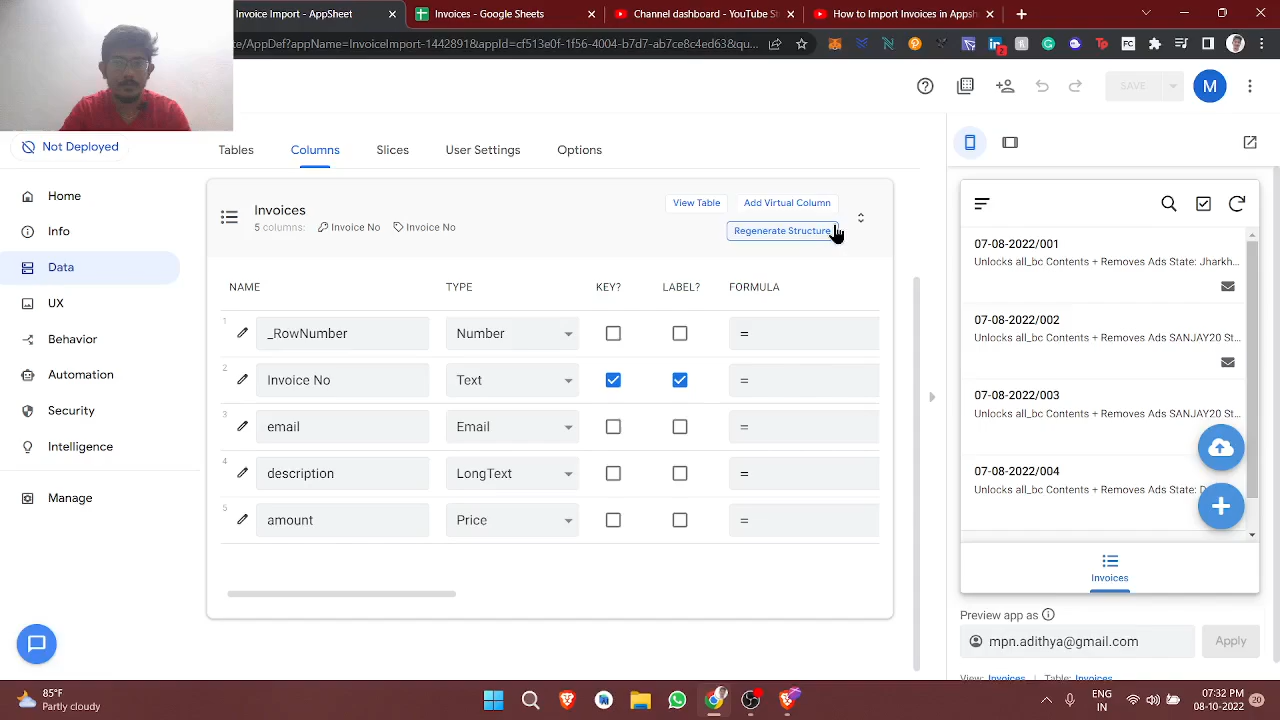 Invoice Import - AppSheet
Invoices - Google Sheets
Channel dashboard - YouTube St
How to Import Invoices in Appsh
te/AppDef?appName=InvoiceImport-1442891&appId=cf513e0f-1f56-4004-b7d7-ab7ce8c4ed63&quo...
SAVE
M
Not Deployed
Tables
Columns
Slices
User Settings
Options
Home
Info
Data
UX
Behavior
Automation
Security
Intelligence
Manage
Invoices
5 columns: Invoice No Invoice No
View Table
Add Virtual Column
Regenerate Structure
NAME TYPE KEY? LABEL? FORMULA
1 _RowNumber Number =
2 Invoice No Text =
3 email Email =
4 description LongText =
5 amount Price =
07-08-2022/001
Unlocks all_bc Contents + Removes Ads State: Jharkh...
07-08-2022/002
Unlocks all_bc Contents + Removes Ads SANJAY20 St...
07-08-2022/003
Unlocks all_bc Contents + Removes Ads SANJAY20 St...
07-08-2022/004
Unlocks all_bc Contents + Removes Ads State: D
Invoices
Preview app as
mpn.adithya@gmail.com
Apply
View: Invoices | Table: Invoices
85°F
Partly cloudy
ENG
IN
07:32 PM
08-10-2022
20